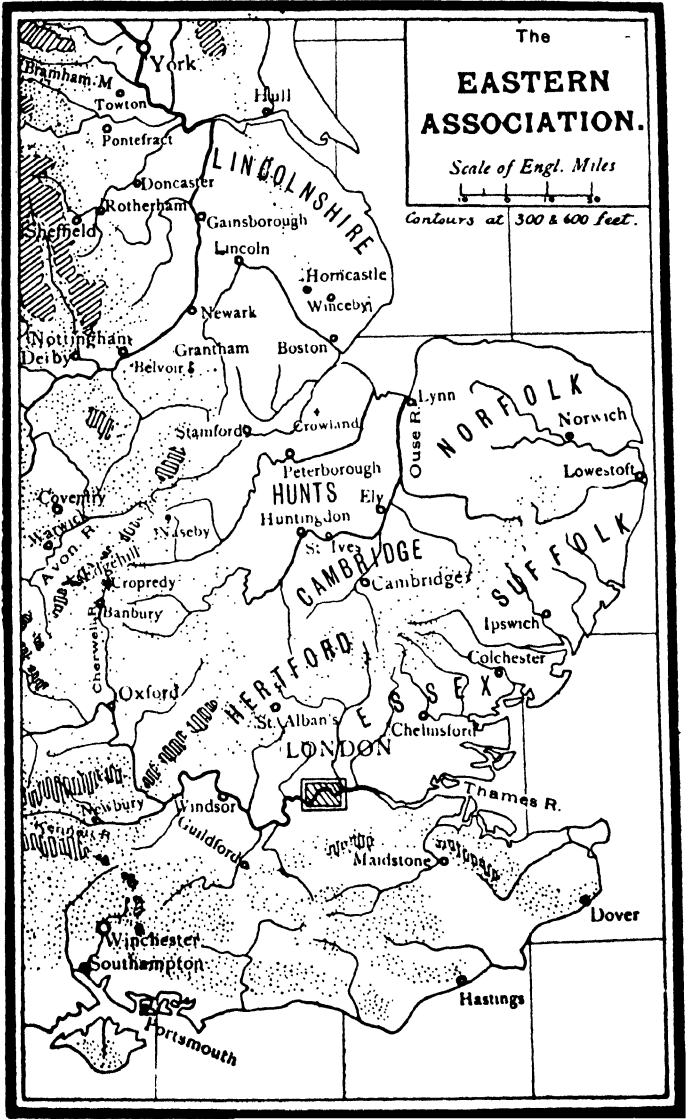 The
EASTERN
ASSOCIATION.
Scale of Engl. Miles
Contours at 300 & 600 feet.
York
Bramham M
Towton
Hull
Pontefract
LINCOLNSHIRE
Doncaster
Rotherham
Gainsborough
Sheffield
Lincoln
Horncastle
Winceby
Newark
Nottingham
Derby
Grantham
Boston
Belvoir
Lynn
NORFOLK
Crowland
Stamford
Ouse R.
Norwich
Peterborough
Lowestoft
HUNTS
Ely
Coventry
Huntingdon
Warwick
Naseby
St. Ives
Avon. R.
CAMBRIDGE
SUFFOLK
Edgehill
Cropredy
Cambridge
Banbury
Ipswich
Cherwell R.
HERTFORD
Colchester
Oxford
ESSEX
St. Alban's
Chelmsford
LONDON
Thames R.
Newbury
Windsor
Kennet R.
Guildford
Maidstone
Dover
Winchester
Southampton
Hastings
Portsmouth